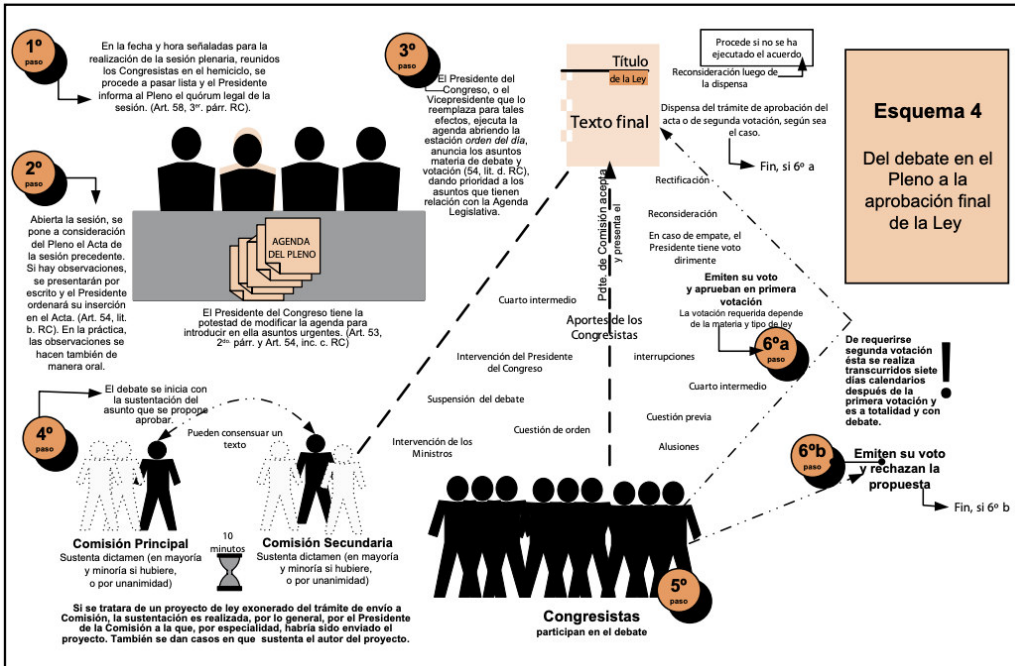 1º
paso
En la fecha y hora señaladas para la
realización de la sesión plenaria, reunidos
los Congresistas en el hemiciclo, se
procede a pasar lista y el Presidente
informa al Pleno el quórum legal de la
sesión. (Art. 58, 3er. párr. RC)
2º
paso
Abierta la sesión, se
pone a consideración
del Pleno el Acta de
la sesión precedente.
Si hay observaciones,
se presentarán por
escrito y el Presidente
ordenará su inserción
en el Acta. (Art. 54, lit.
b. RC). En la práctica,
las observaciones se
hacen también de
manera oral.
AGENDA
DEL PLENO
El Presidente del Congreso tiene la
potestad de modificar la agenda para
introducir en ella asuntos urgentes. (Art. 53,
2do. párr. y Art. 54, inc. c. RC)
3º
paso
El Presidente del
Congreso, o el
Vicepresidente que lo
reemplaza para tales
efectos, ejecuta la
agenda abriendo la
estación orden del día,
anuncia los asuntos
materia de debate y
votación (54, lit. d. RC),
dando prioridad a los
asuntos que tienen
relación con la Agenda
Legislativa.
Título
de la Ley
Texto final
Procede si no se ha
ejecutado el acuerdo
Reconsideración luego de
la dispensa
Dispensa del trámite de aprobación del
acta o de segunda votación, según sea
el caso.
Fin, si 6º a
Esquema 4
Del debate en el
Pleno a la
aprobación final
de la Ley
4º
paso
El debate se inicia con
la sustentación del
asunto que se propone
aprobar.
Pueden consensuar un
texto
Comisión Principal
Sustenta dictamen (en mayoría
y minoría si hubiere,
o por unanimidad)
10
minutos
Comisión Secundaria
Sustenta dictamen (en mayoría
y minoría si hubiere,
o por unanimidad)
Si se tratara de un proyecto de ley exonerado del trámite de envío a
Comisión, la sustentación es realizada, por lo general, por el Presidente
de la Comisión a la que, por especialidad, habría sido enviado el
proyecto. También se dan casos en que sustenta el autor del proyecto.
Pdte. de Comisión acepta
y presenta el
Cuarto intermedio
Aportes de los
Congresistas
Intervención del Presidente
del Congreso
Suspensión del debate
Cuestión de orden
Intervención de los
Ministros
Rectificación
Reconsideración
En caso de empate, el
Presidente tiene voto
dirimente
Emiten su voto
y aprueban en primera
votación
La votación requerida depende
de la materia y tipo de ley
6ºa
paso
interrupciones
Cuarto intermedio
Cuestión previa
Alusiones
De requerirse
segunda votación
ésta se realiza
transcurridos siete
días calendarios
después de la
primera votación y
es a totalidad y con
debate.
!
6ºb
paso
Emiten su voto
y rechazan la
propuesta
Fin, si 6º b
5º
paso
Congresistas
participan en el debate